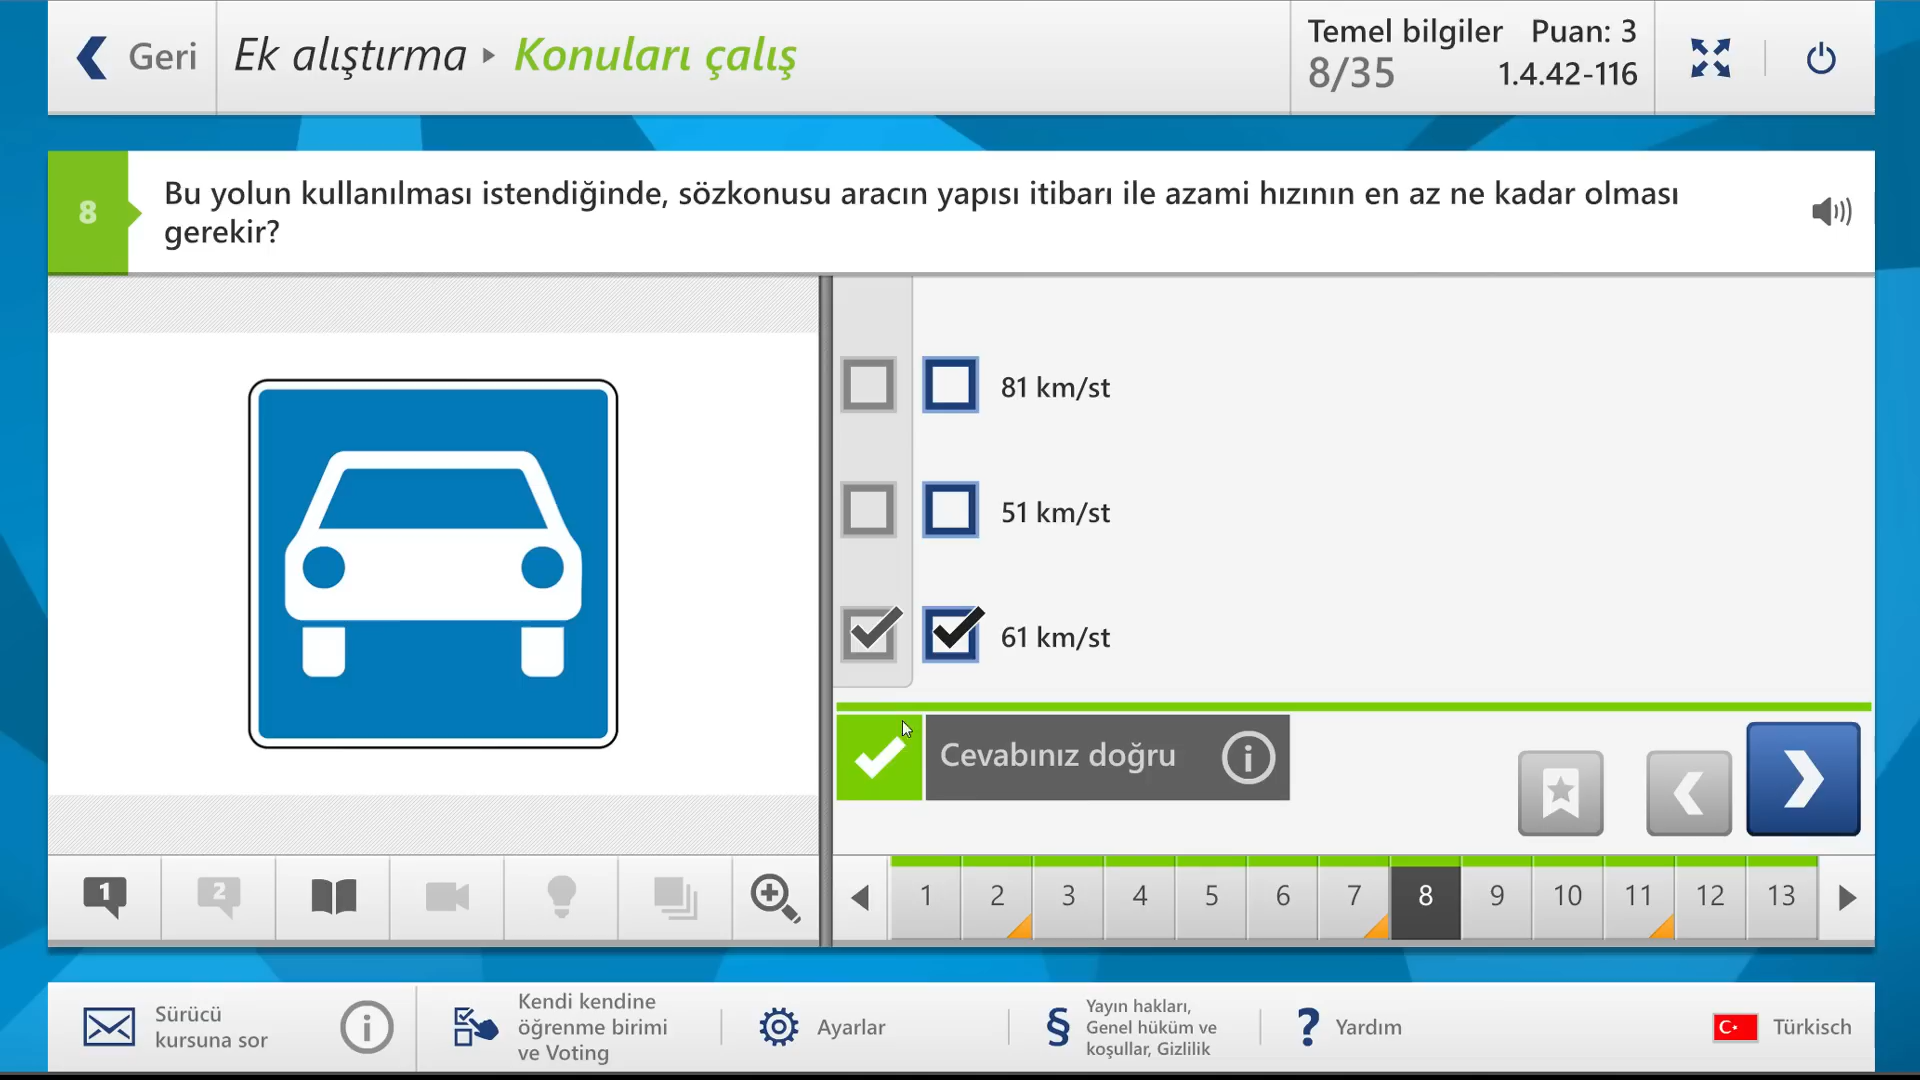 Geri
Ek alıştırma ▸ Konuları çalış
Temel bilgiler Puan: 3
8/35 1.4.42-116
8
Bu yolun kullanılması istendiğinde, sözkonusu aracın yapısı itibarı ile azami hızının en az ne kadar olması
gerekir?
81 km/st
51 km/st
61 km/st
Cevabınız doğru
1 2
1 2 3 4 5 6 7 8 9 10 11 12 13
Sürücü
kursuna sor
Kendi kendine
öğrenme birimi
ve Voting
Ayarlar
§
Yayın hakları,
Genel hüküm ve
koşullar, Gizlilik
? Yardım
Türkisch